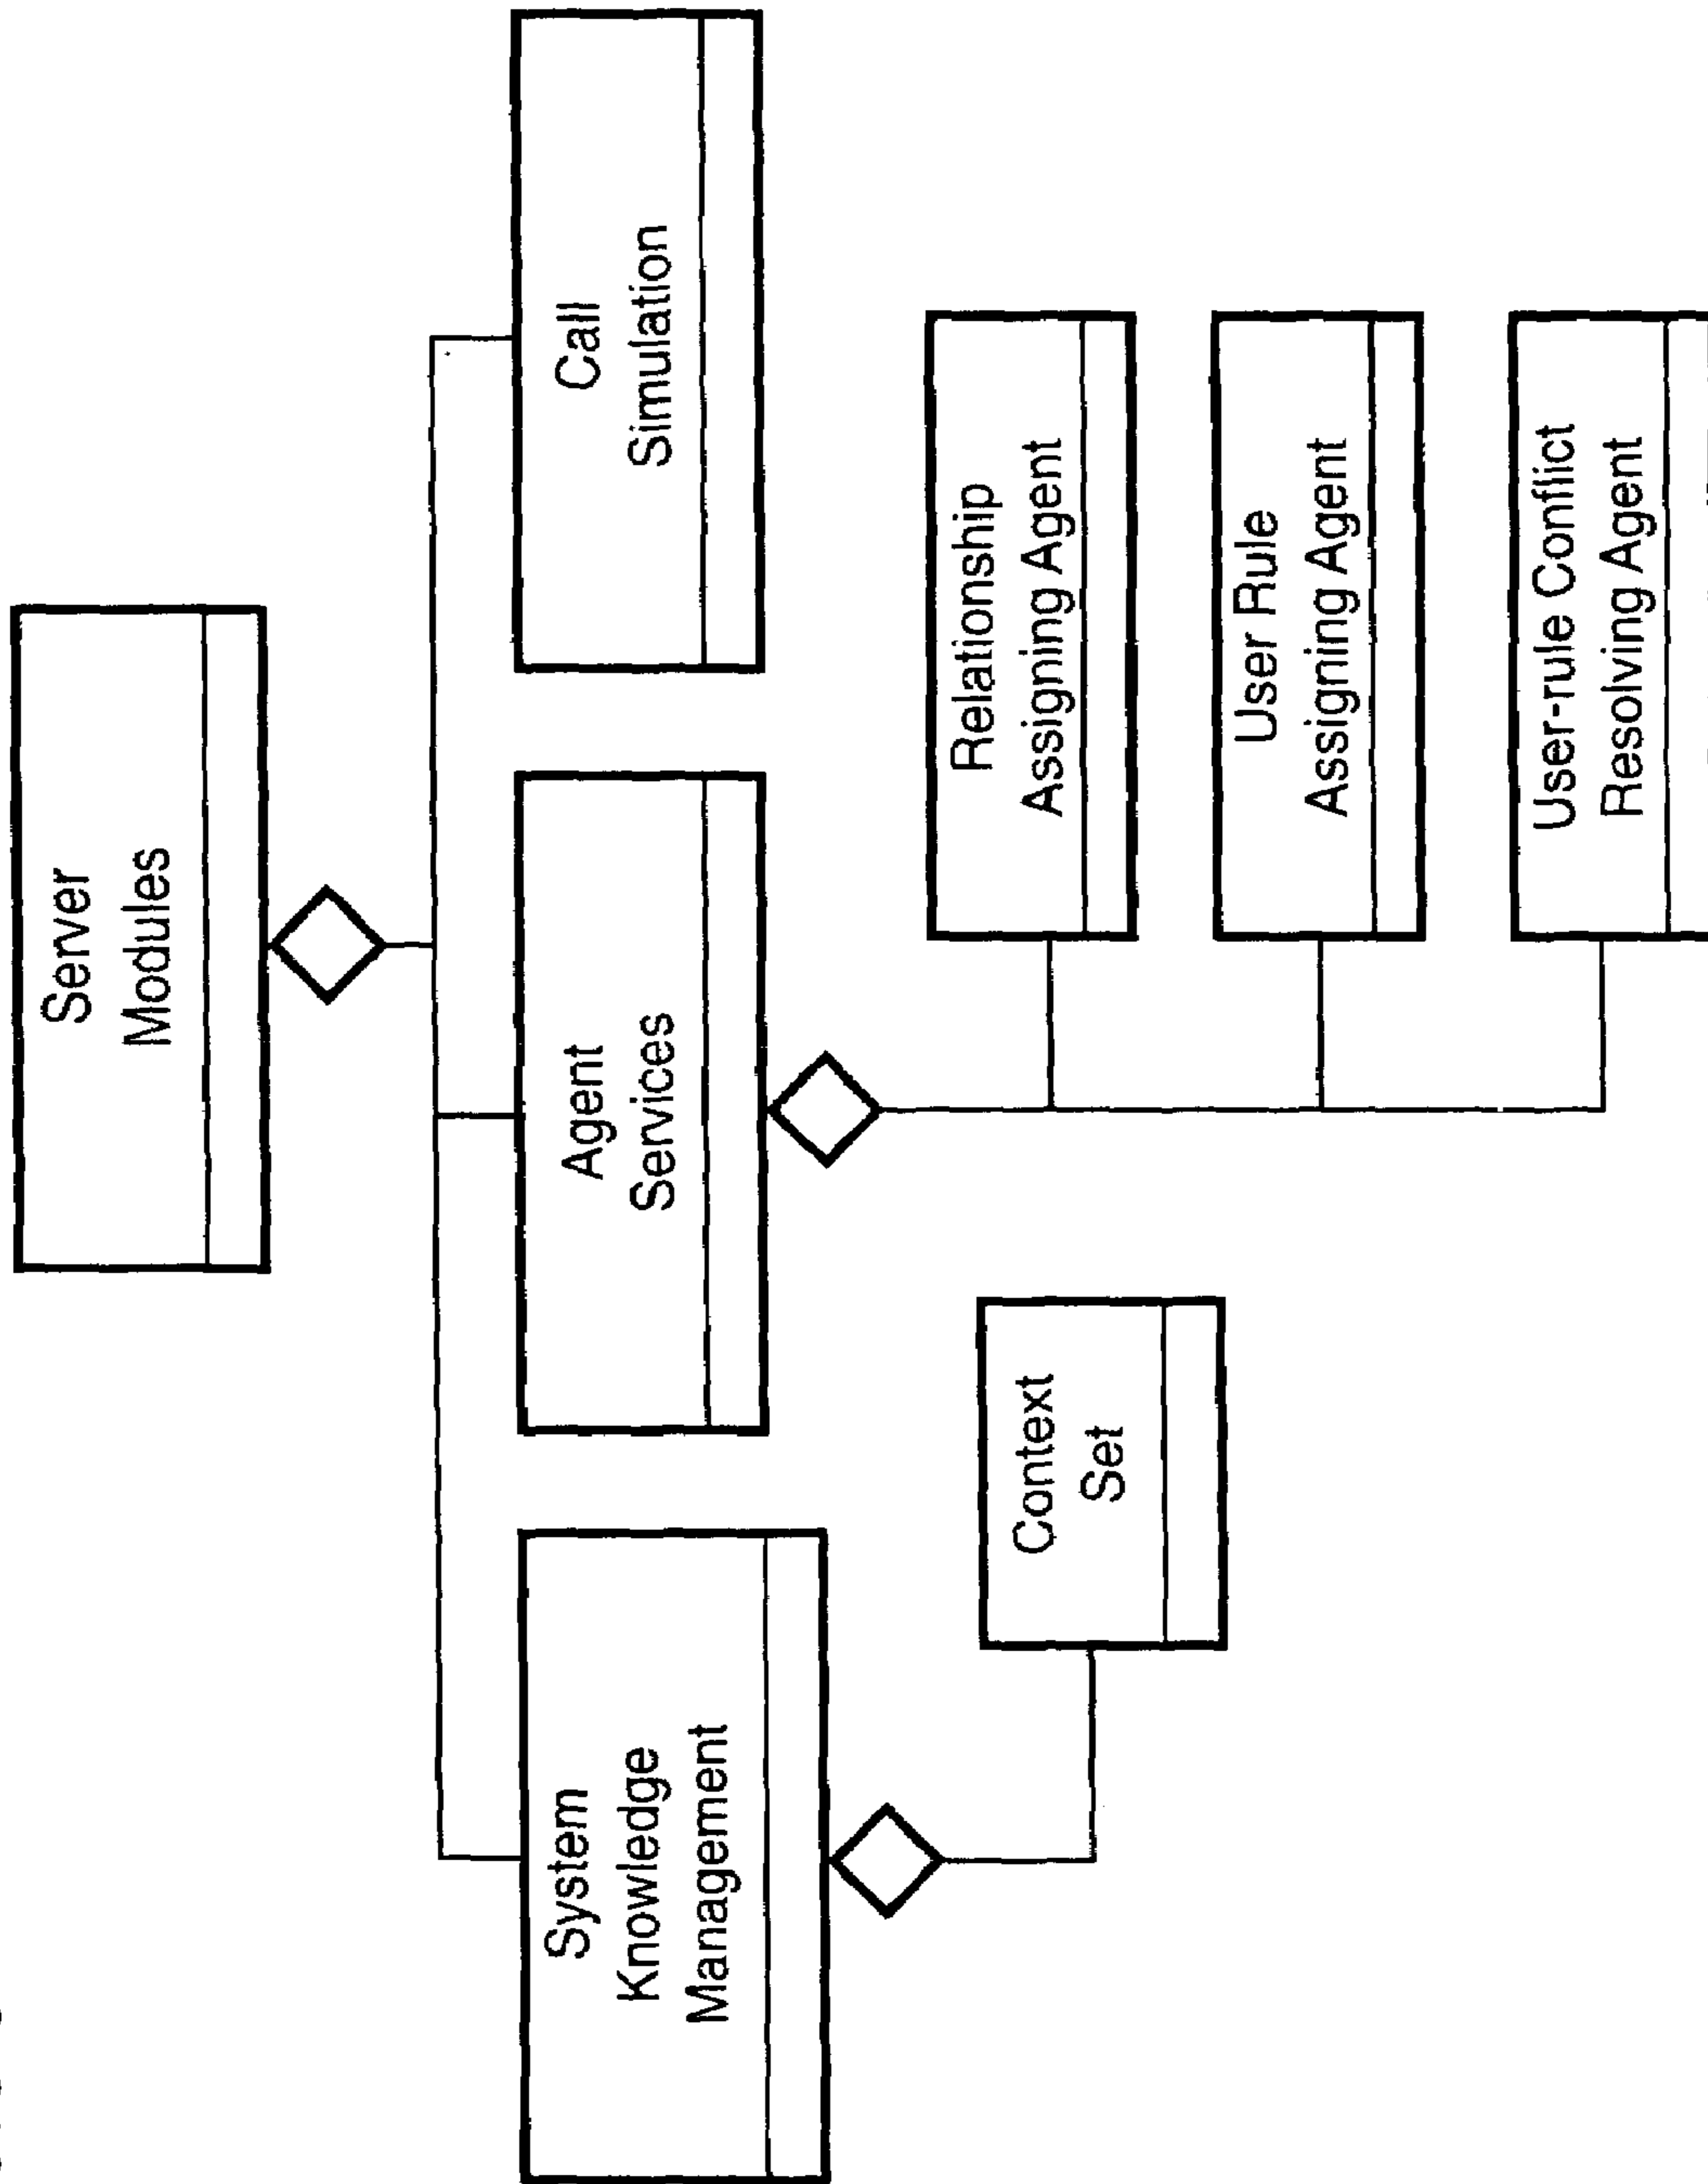 Server
Modules
System
Knowledge
Management
Agent
Services
Call
Simulation
Context
Set
Relationship
Assigning Agent
User Rule
Assigning Agent
User-rule Conflict
Resolving Agent